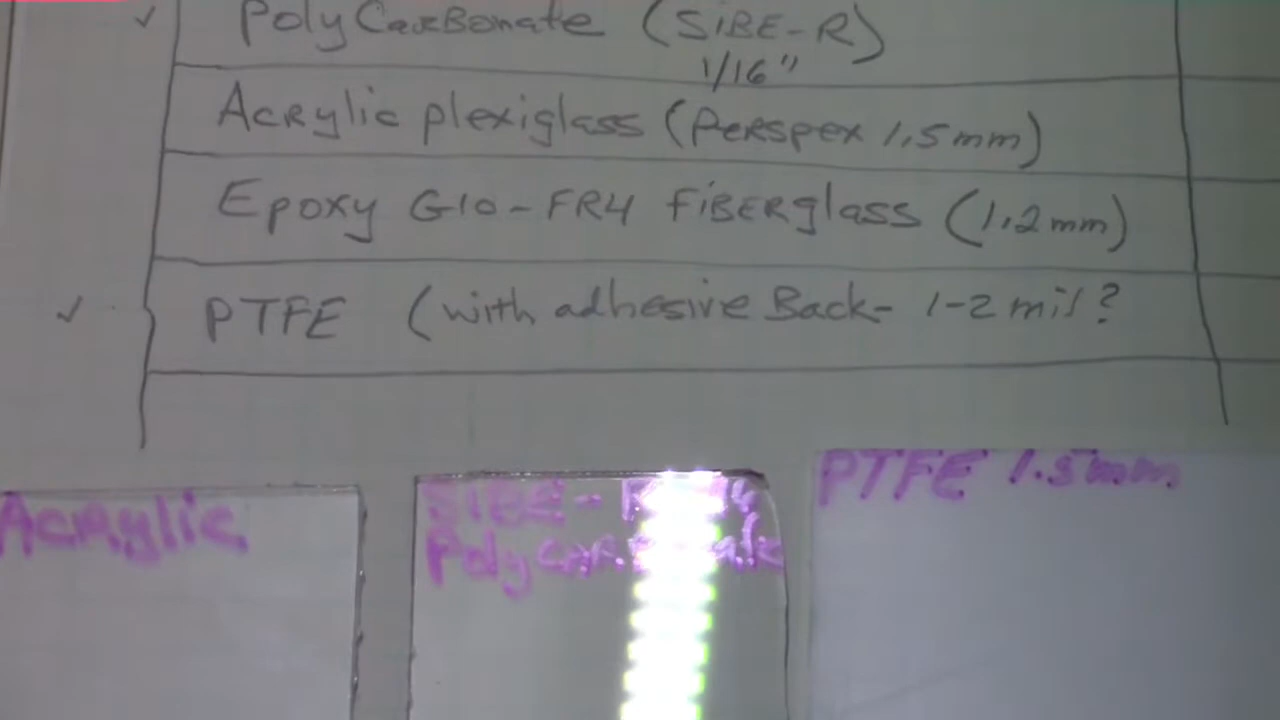 PolyCarBonate (SiBE-R)
1/16"
Acrylic plexiglass (Perspex 1,5mm)
Epoxy G10-FR4 FiBERglass (1,2mm)
PTFE (with adhesive Back- 1-2 mil?
Acrylic
SIBE-
PTFE 1.5mm